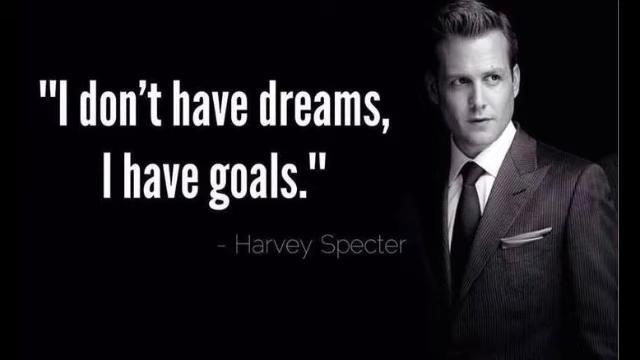 "I don’t have dreams,
I have goals."
- Harvey Specter